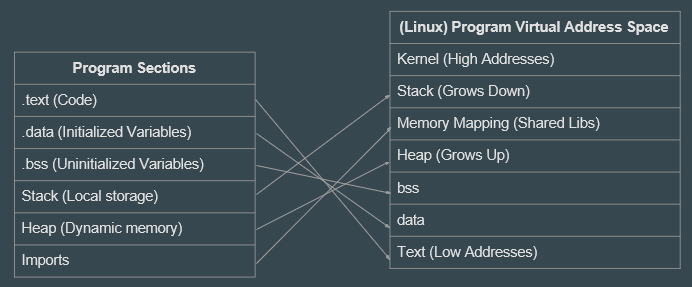 Program Sections
.text (Code)
.data (Initialized Variables)
.bss (Uninitialized Variables)
Stack (Local storage)
Heap (Dynamic memory)
Imports
(Linux) Program Virtual Address Space
Kernel (High Addresses)
Stack (Grows Down)
Memory Mapping (Shared Libs)
Heap (Grows Up)
bss
data
Text (Low Addresses)